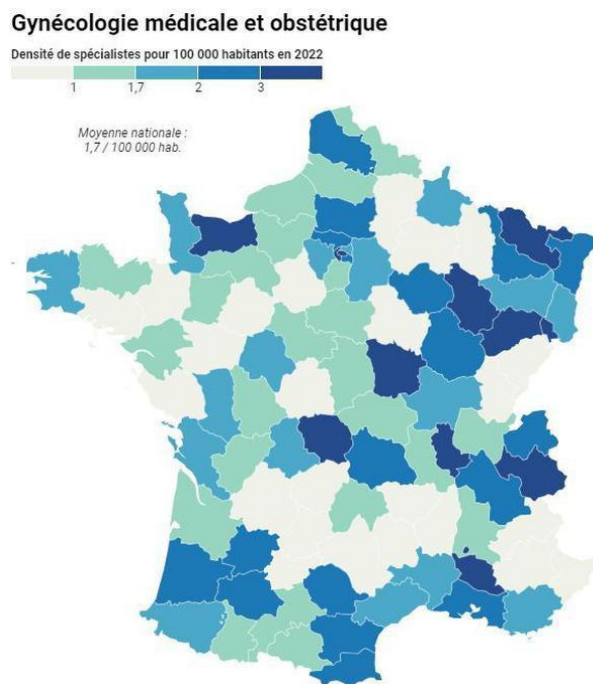 Gynécologie médicale et obstétrique
Densité de spécialistes pour 100 000 habitants en 2022
1 1,7 2 3
Moyenne nationale :
1,7 / 100 000 hab.